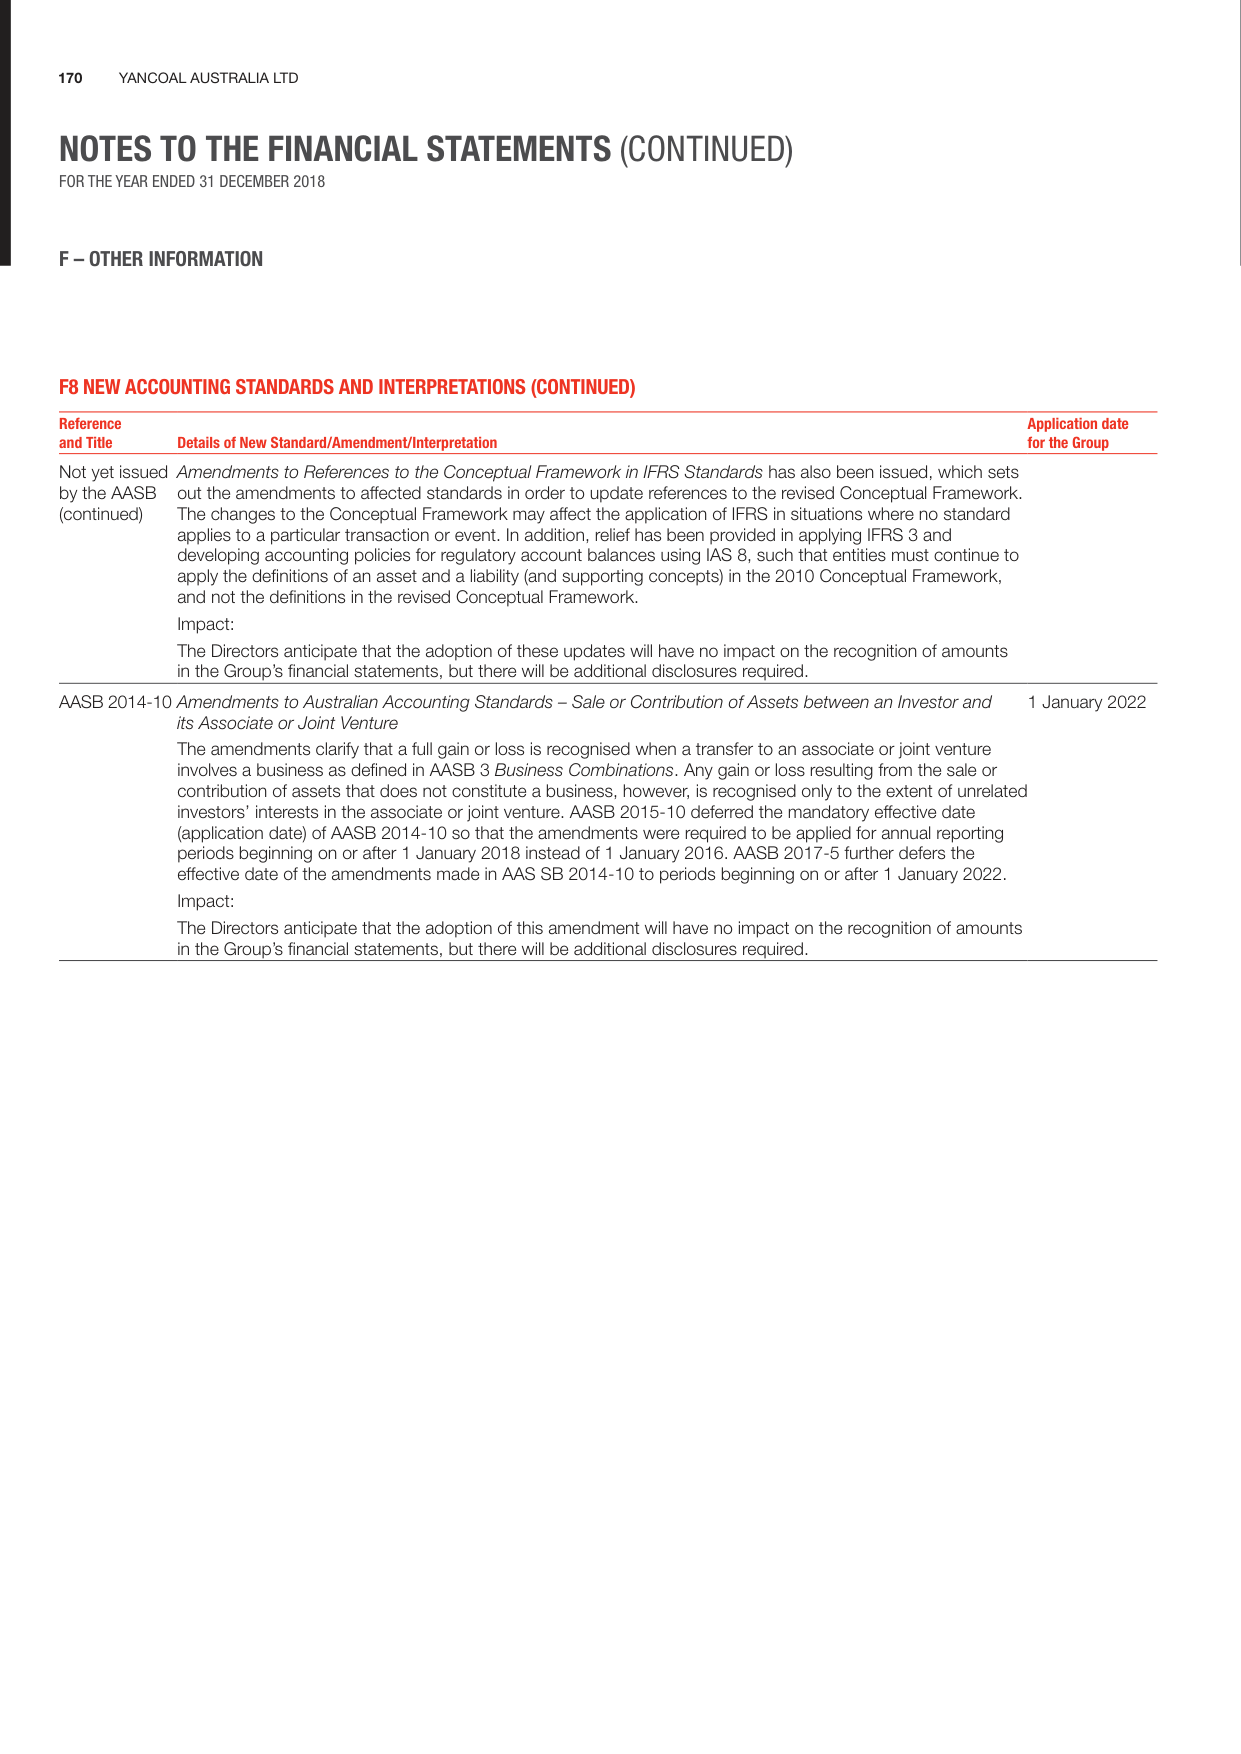 170 YANCOAL AUSTRALIA LTD
NOTES TO THE FINANCIAL STATEMENTS (CONTINUED)
FOR THE YEAR ENDED 31 DECEMBER 2018
F – OTHER INFORMATION
F8 NEW ACCOUNTING STANDARDS AND INTERPRETATIONS (CONTINUED)
Reference
and Title
Details of New Standard/Amendment/Interpretation
Application date
for the Group
Not yet issued
by the AASB
(continued)
Amendments to References to the Conceptual Framework in IFRS Standards has also been issued, which sets
out the amendments to affected standards in order to update references to the revised Conceptual Framework.
The changes to the Conceptual Framework may affect the application of IFRS in situations where no standard
applies to a particular transaction or event. In addition, relief has been provided in applying IFRS 3 and
developing accounting policies for regulatory account balances using IAS 8, such that entities must continue to
apply the definitions of an asset and a liability (and supporting concepts) in the 2010 Conceptual Framework,
and not the definitions in the revised Conceptual Framework.
Impact:
The Directors anticipate that the adoption of these updates will have no impact on the recognition of amounts
in the Group’s financial statements, but there will be additional disclosures required.
AASB 2014-10
Amendments to Australian Accounting Standards – Sale or Contribution of Assets between an Investor and
its Associate or Joint Venture
1 January 2022
The amendments clarify that a full gain or loss is recognised when a transfer to an associate or joint venture
involves a business as defined in AASB 3 Business Combinations. Any gain or loss resulting from the sale or
contribution of assets that does not constitute a business, however, is recognised only to the extent of unrelated
investors’ interests in the associate or joint venture. AASB 2015-10 deferred the mandatory effective date
(application date) of AASB 2014-10 so that the amendments were required to be applied for annual reporting
periods beginning on or after 1 January 2018 instead of 1 January 2016. AASB 2017-5 further defers the
effective date of the amendments made in AAS SB 2014-10 to periods beginning on or after 1 January 2022.
Impact:
The Directors anticipate that the adoption of this amendment will have no impact on the recognition of amounts
in the Group’s financial statements, but there will be additional disclosures required.